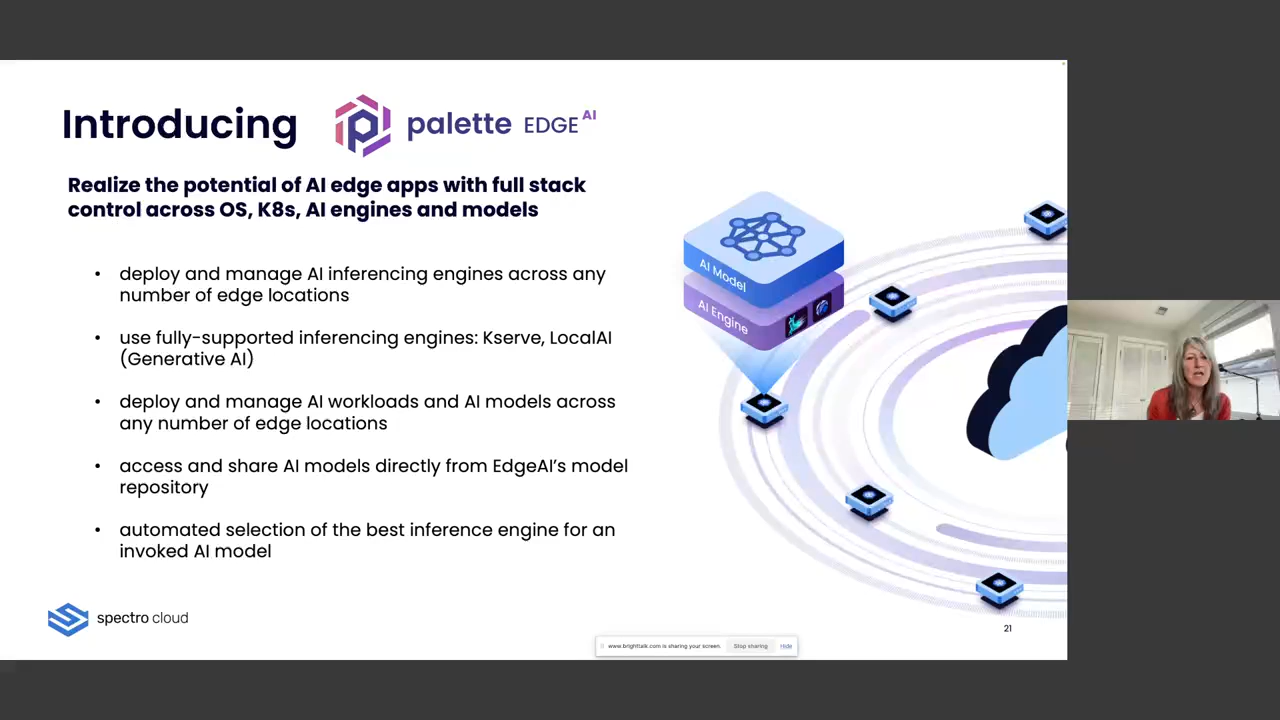 Introducing palette EDGE AI
Realize the potential of AI edge apps with full stack
control across OS, K8s, AI engines and models
• deploy and manage AI inferencing engines across any
number of edge locations
• use fully-supported inferencing engines: Kserve, LocalAI
(Generative AI)
• deploy and manage AI workloads and AI models across
any number of edge locations
• access and share AI models directly from EdgeAI’s model
repository
• automated selection of the best inference engine for an
invoked AI model
AI Model
AI Engine
spectro cloud
21
www.brighttalk.com is sharing your screen. Stop sharing Hide